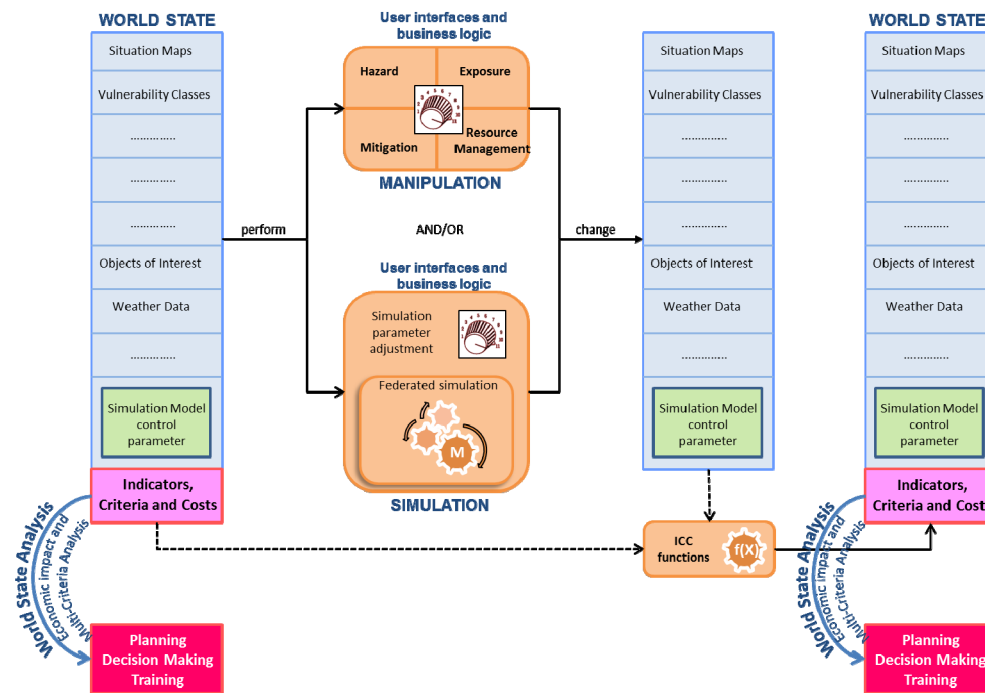 WORLD STATE
Situation Maps
Vulnerability Classes
..............
..............
..............
Objects of Interest
Weather Data
..............
Simulation Model
control
parameter
Indicators,
Criteria and Costs
World State Analysis
Economic impact and
Multi-Criteria Analysis
Planning
Decision Making
Training
perform
User interfaces and
business logic
Hazard
Exposure
Mitigation
Resource
Management
MANIPULATION
AND/OR
User interfaces and
business logic
Simulation
parameter
adjustment
Federated simulation
M
SIMULATION
change
Situation Maps
Vulnerability Classes
..............
..............
..............
Objects of Interest
Weather Data
..............
Simulation Model
control
parameter
ICC
functions
f(X)
WORLD STATE
Situation Maps
Vulnerability Classes
..............
..............
..............
Objects of Interest
Weather Data
..............
Simulation Model
control
parameter
Indicators,
Criteria and Cost
World State Analysis
Economic impact and
Multi-Criteria Analysis
Planning
Decision Making
Training